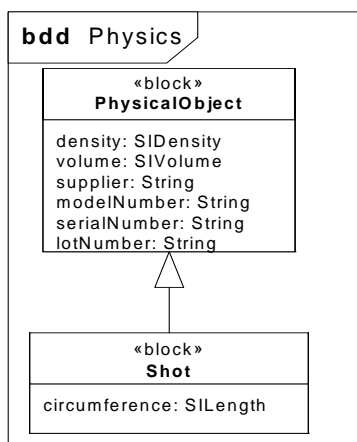 bdd Physics
«block»
PhysicalObject
density: SIDensity
volume: SIVolume
supplier: String
modelNumber: String
serialNumber: String
lotNumber: String
«block»
Shot
circumference: SILength